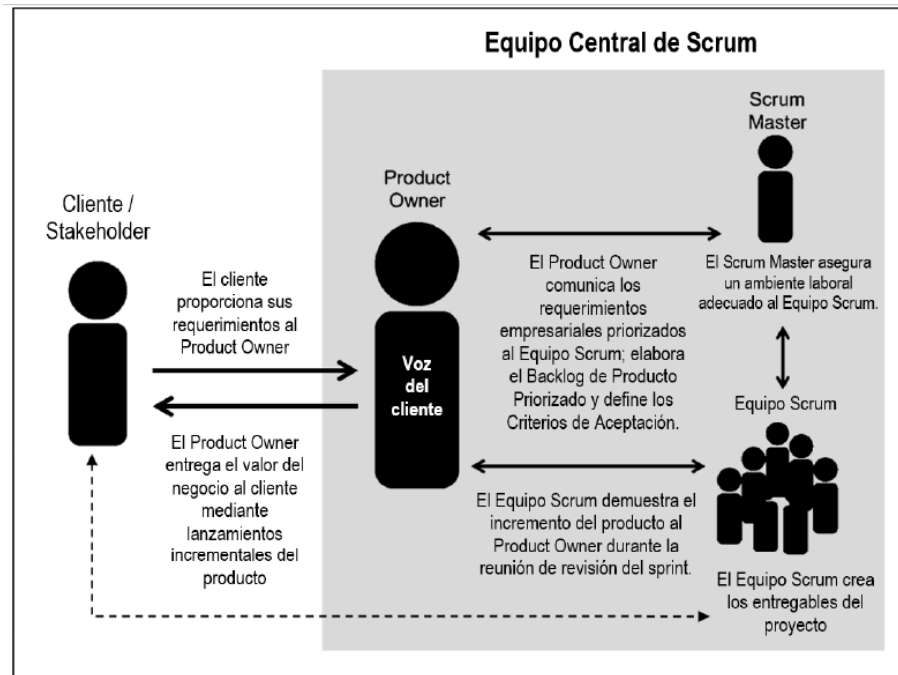 Equipo Central de Scrum
Scrum
Master
Product
Owner
Cliente /
Stakeholder
El cliente
proporciona sus
requerimientos al
Product Owner
Voz
del
cliente
El Product Owner
entrega el valor del
negocio al cliente
mediante
lanzamientos
incrementales del
producto
El Product Owner
comunica los
requerimientos
empresariales priorizados
al Equipo Scrum; elabora
el Backlog de Producto
Priorizado y define los
Criterios de Aceptación.
El Scrum Master asegura
un ambiente laboral
adecuado al Equipo Scrum.
Equipo Scrum
El Equipo Scrum demuestra el
incremento del producto al
Product Owner durante la
reunión de revisión del sprint.
El Equipo Scrum crea
los entregables del
proyecto